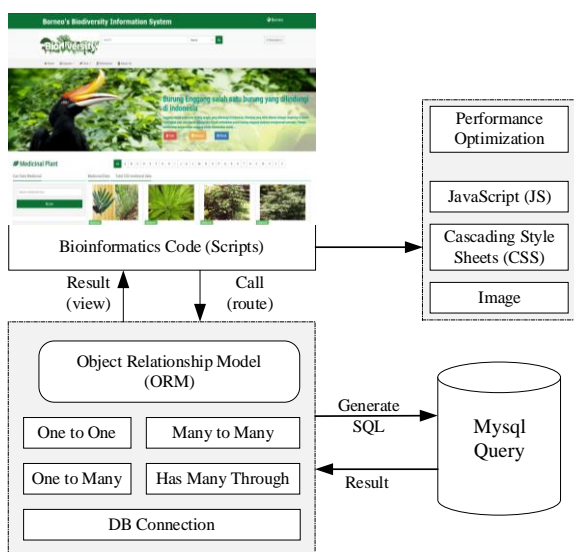 Borneo's Biodiversity Information System
Biodiversity
Burung Enggang salah satu burung yang dilindungi
di Indonesia
Medicinal Plant
Bioinformatics Code (Scripts)
Result
(view)
Call
(route)
Performance
Optimization
JavaScript (JS)
Cascading Style
Sheets (CSS)
Image
Object Relationship Model
(ORM)
One to One
Many to Many
One to Many
Has Many Through
DB Connection
Generate
SQL
Result
Mysql
Query